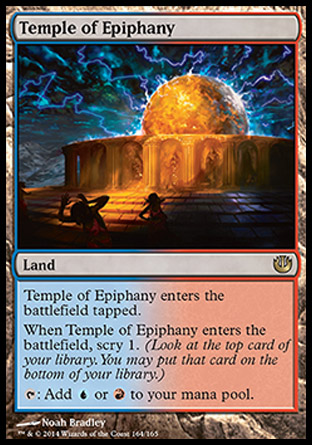 Temple of Epiphany
Land
Temple of Epiphany enters the
battlefield tapped.
When Temple of Epiphany enters the
battlefield, scry 1. (Look at the top card of
your library. You may put that card on the
bottom of your library.)
: Add or to your mana pool.
Noah Bradley
™ & © 2014 Wizards of the Coast 164/165